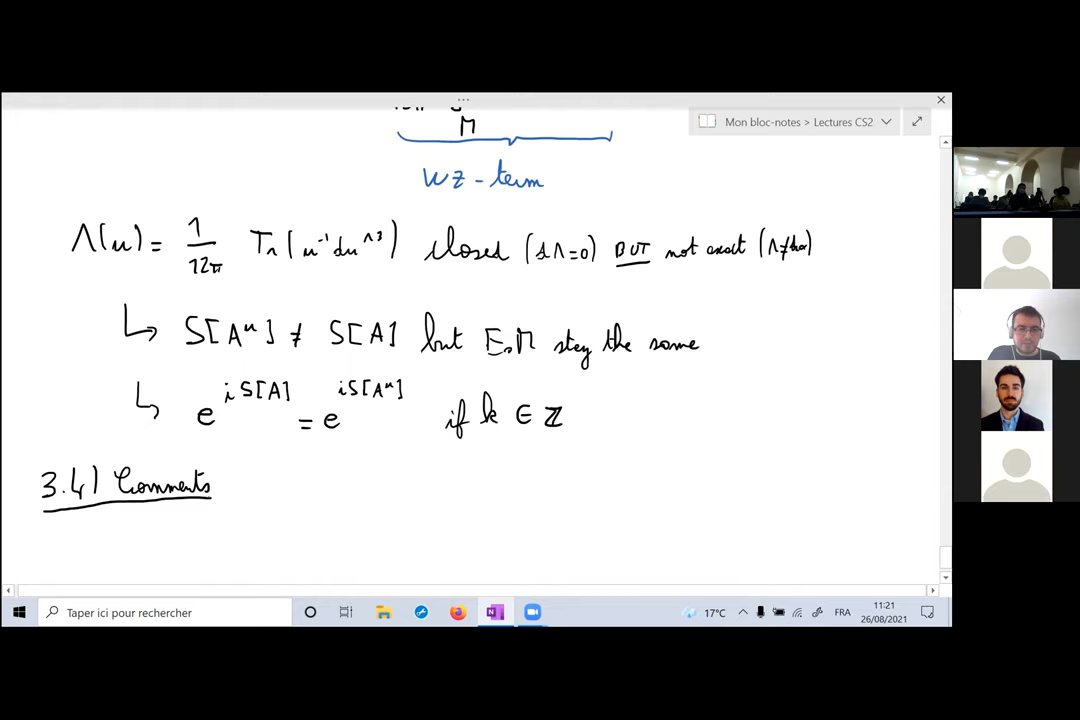 Mon bloc-notes > Lectures CS2
M
WZ-term
Λ(u) = 1/12π Tr(u⁻¹du^∧3) closed (dΛ=0) BUT not exact
↳ S[Aᵘ] ≠ S[A] but EoM stay the same
↳ e^{iS[A]} = e^{iS[Aᵘ]} if k ∈ ℤ
3.4) Comments
Taper ici pour rechercher
17°C
FRA
11:21
26/08/2021